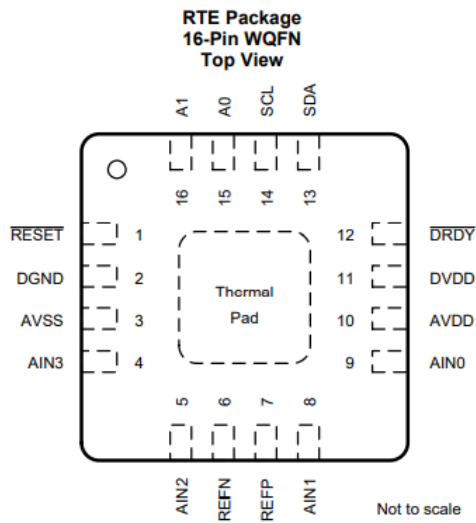 RTE Package
16-Pin WQFN
Top View
A1 A0 SCL SDA
16 15 14 13
RESET 1 12 DRDY
DGND 2 11 DVDD
Thermal
AVSS 3 10 AVDD
Pad
AIN3 4 9 AIN0
5 6 7 8
AIN2 REFN REFP AIN1
Not to scale